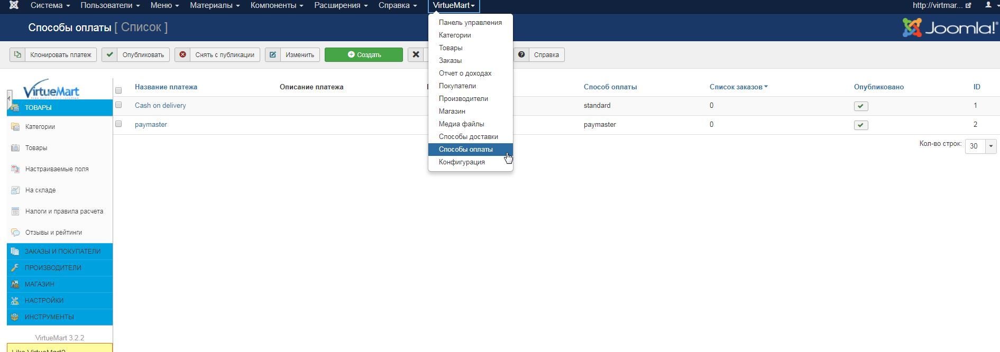 Система Пользователи Меню Материалы Компоненты Расширения Справка VirtueMart http://virtmar...
Способы оплаты [ Список ]
Joomla!®
Панель управления
Категории
Товары
Заказы
Отчет о доходах
Покупатели
Производители
Магазин
Медиа файлы
Способы доставки
Способы оплаты
Конфигурация
Клонировать платеж Опубликовать Снять с публикации Изменить Создать Справка
VirtueMart
ТОВАРЫ
Категории
Товары
Настраиваемые поля
На складе
Налоги и правила расчета
Отзывы и рейтинги
ЗАКАЗЫ И ПОКУПАТЕЛИ
ПРОИЗВОДИТЕЛИ
МАГАЗИН
НАСТРОЙКИ
ИНСТРУМЕНТЫ
VirtueMart 3.2.2
Like VirtueMart?
Название платежа Описание платежа Способ оплаты Список заказов Опубликовано ID
Cash on delivery standard 0 1
paymaster paymaster 0 2
Кол-во строк: 30